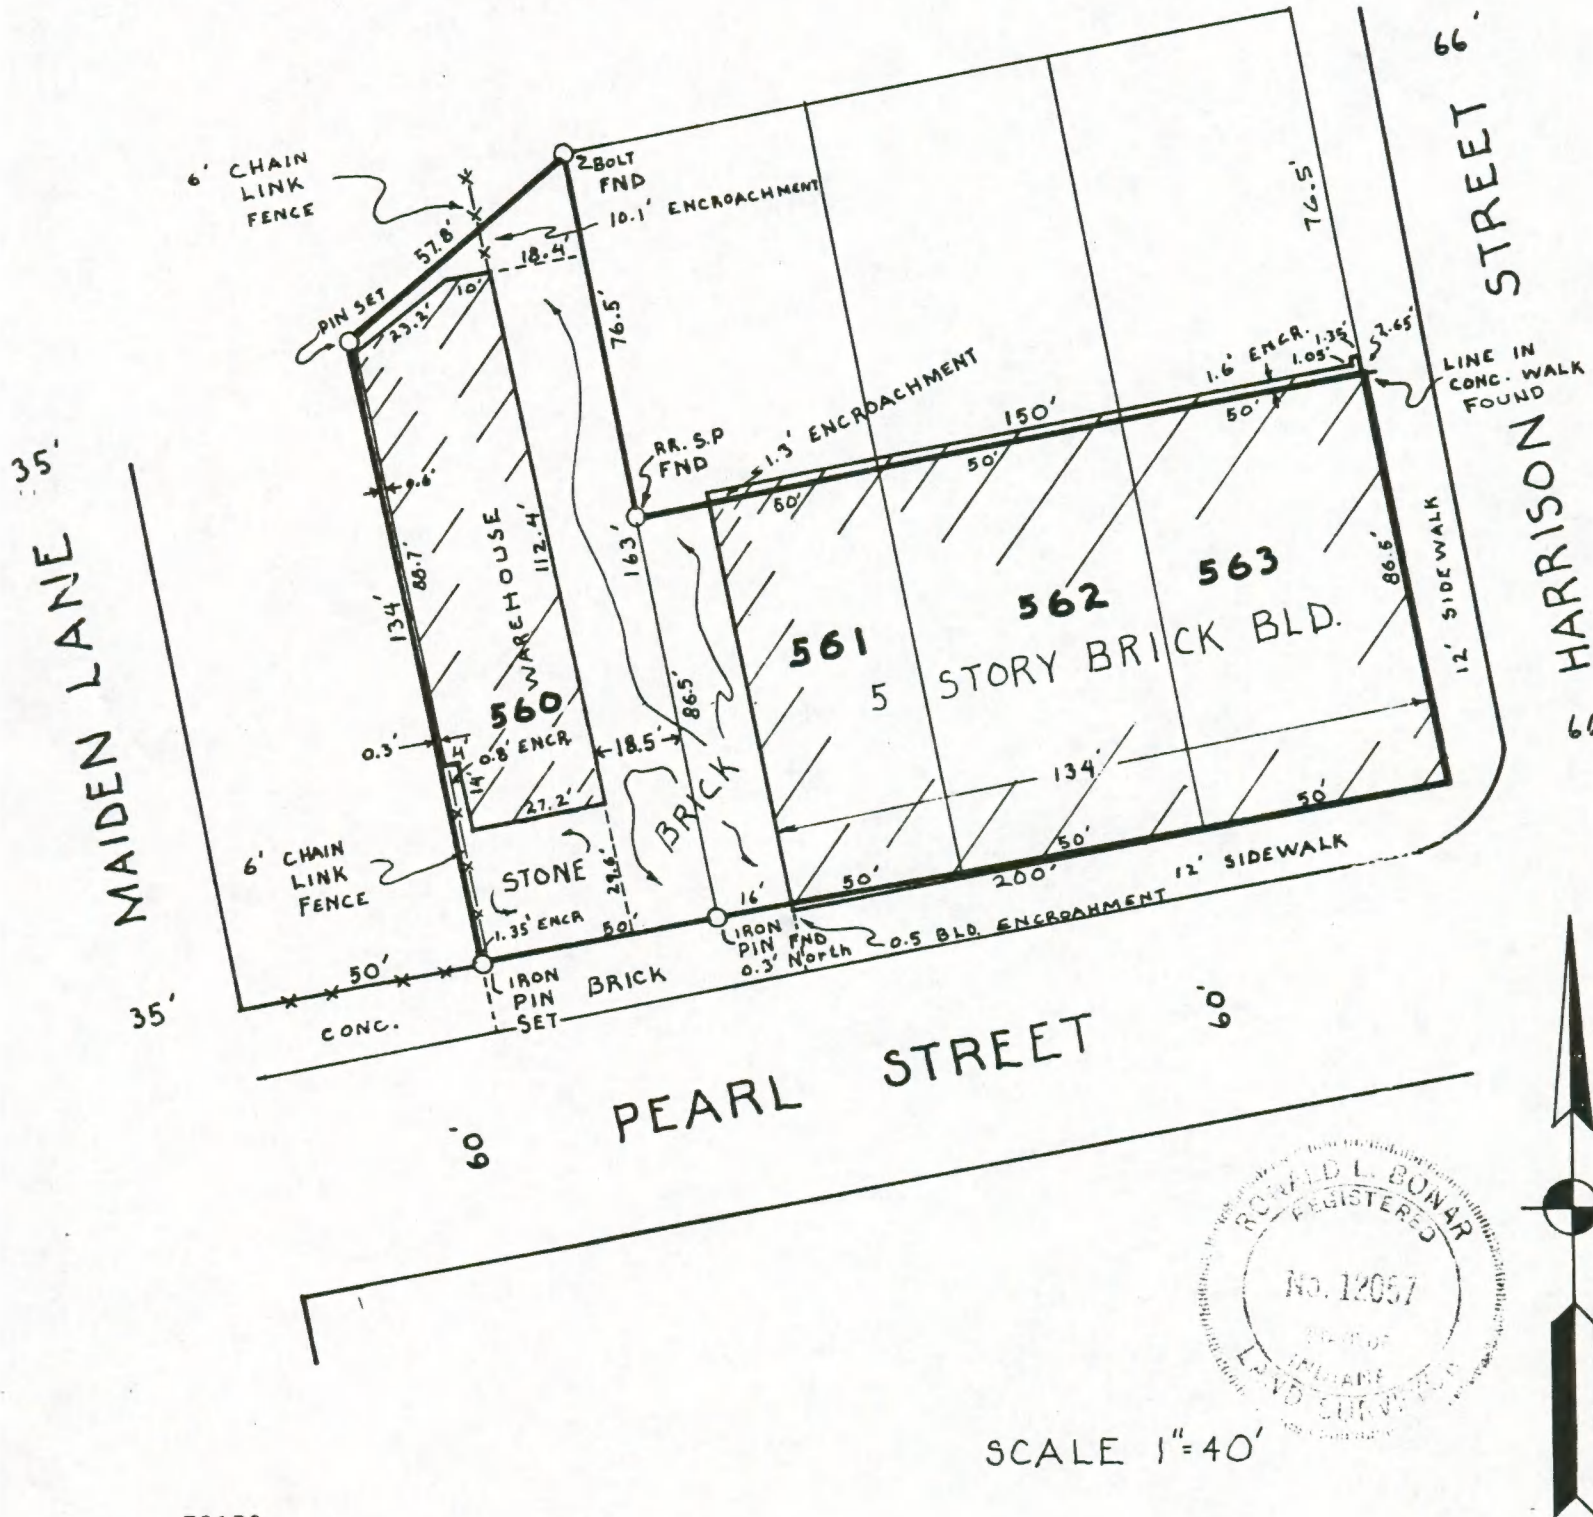 66'
6' CHAIN
LINK
FENCE
2 BOLT
FND
10.1' ENCROACHMENT
57.8'
18.4'
10'
PIN SET
23.2'
76.5'
76.5'
STREET
1.6' ENCR.
1.35'
1.05'
2.65'
LINE IN
CONC. WALK
FOUND
1.3' ENCROACHMENT
150'
50'
50'
50'
RR. S.P
FND
35'
MAIDEN LANE
WAREHOUSE
112.4'
163'
88.7'
134'
86.5'
561
562
563
5 STORY BRICK BLD.
86.5'
12' SIDEWALK
HARRISON
560
0.3'
4'
0.8' ENCR
14'
27.2'
18.5'
BRICK
134'
6' CHAIN
LINK
FENCE
STONE
1.35' ENCR
50'
16'
50'
50'
50'
200'
12' SIDEWALK
0.5 BLD. ENCROAHMENT
IRON
PIN FND
0.3' North
50'
IRON
PIN
SET
BRICK
35'
CONC.
60'
PEARL STREET
60'
RONALD L. BONAR
REGISTERED
No. 12057
LAND SURVEYOR
SCALE 1"=40'